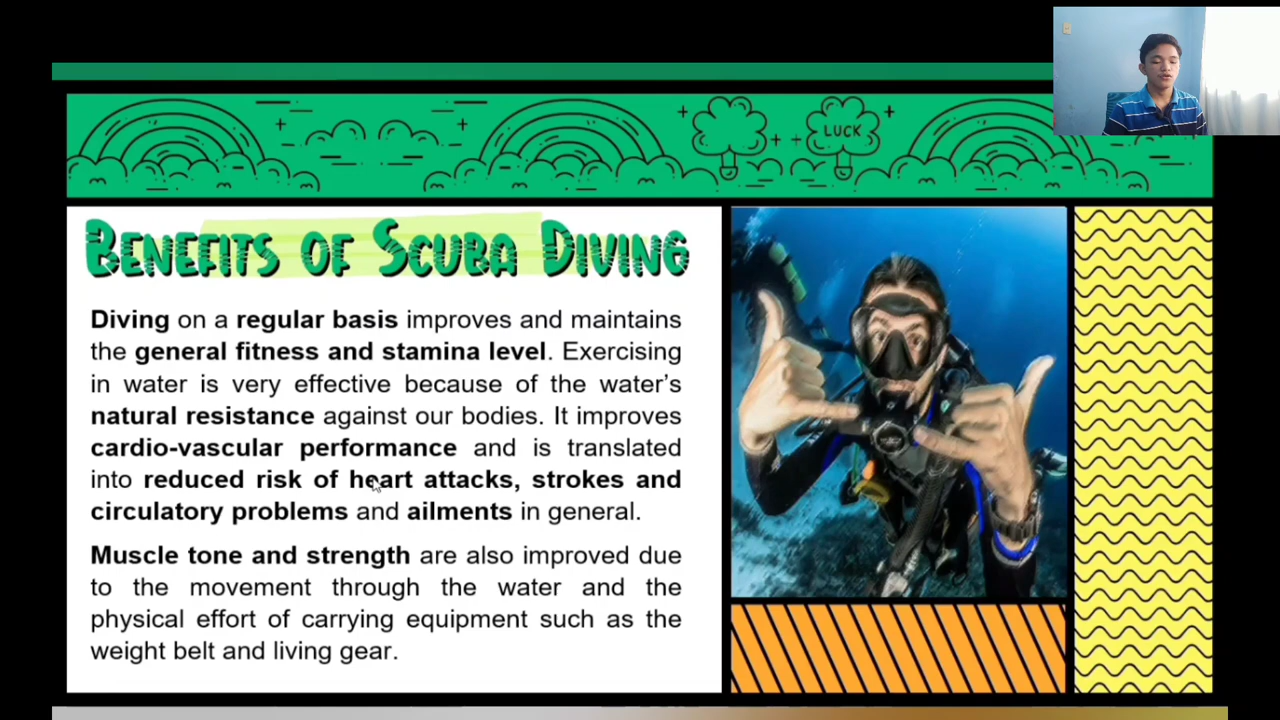 LUCK
BENEFITS OF SCUBA DIVING
Diving on a regular basis improves and maintains
the general fitness and stamina level. Exercising
in water is very effective because of the water's
natural resistance against our bodies. It improves
cardio-vascular performance and is translated
into reduced risk of heart attacks, strokes and
circulatory problems and ailments in general.
Muscle tone and strength are also improved due
to the movement through the water and the
physical effort of carrying equipment such as the
weight belt and living gear.